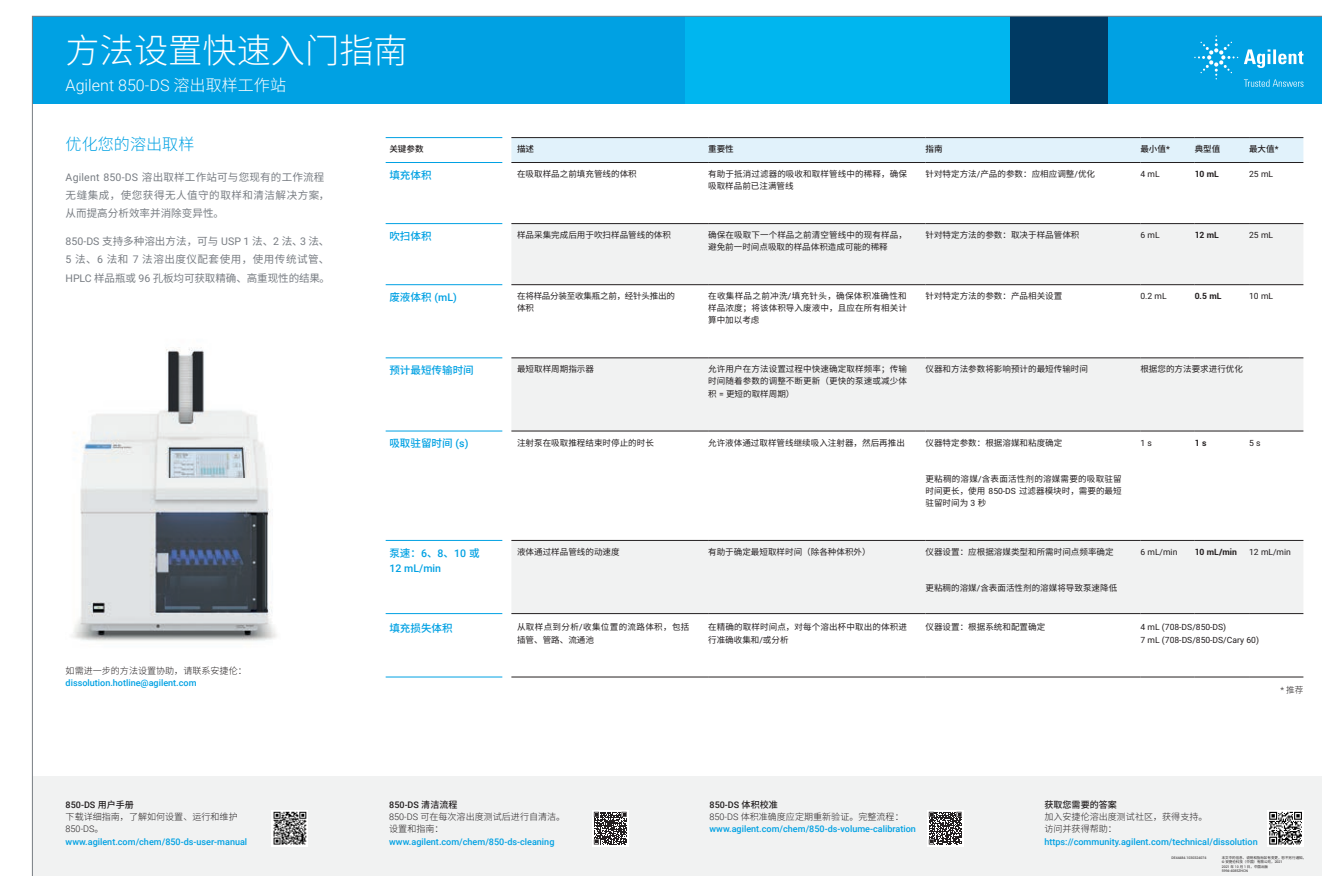 方法设置快速入门指南
Agilent 850-DS 溶出取样工作站
Agilent
Trusted Answers
优化您的溶出取样
Agilent 850-DS 溶出取样工作站可与您现有的工作流程
无缝集成，使您获得无人值守的取样和清洁解决方案，
从而提高分析效率并消除变异性。
850-DS 支持多种溶出方法，可与 USP 1 法、2 法、3 法、
5 法、6 法和 7 法溶出度仪配套使用，使用传统试管、
HPLC 样品瓶或 96 孔板均可获取精确、高重现性的结果。
如需进一步的方法设置协助，请联系安捷伦：
dissolution.hotline@agilent.com
关键参数 描述 重要性 指南 最小值* 典型值 最大值*
填充体积 在吸取样品之前填充管线的体积 有助于抵消过滤器的吸收和取样管线中的稀释，确保 针对特定方法/产品的参数：应相应调整/优化 4 mL 10 mL 25 mL
吸取样品前已注满管线
吹扫体积 样品采集完成后用于吹扫样品管线的体积 确保在吸取下一个样品之前清空管线中的现有样品， 针对特定方法的参数：取决于样品管体积 6 mL 12 mL 25 mL
避免前一时间点吸取的样品体积造成可能的稀释
废液体积 (mL) 在将样品分装至收集瓶之前，经针头推出的 在收集样品之前冲洗/填充针头，确保体积准确性和 针对特定方法的参数：产品相关设置 0.2 mL 0.5 mL 10 mL
体积 样品浓度；将该体积导入废液中，且应在所有相关计
算中加以考虑
预计最短传输时间 最短取样周期指示器 允许用户在方法设置过程中快速确定取样频率；传输 仪器和方法参数将影响预计的最短传输时间 根据您的方法要求进行优化
时间随着参数的调整不断更新（更快的泵速或减少体
积 = 更短的取样周期）
吸取驻留时间 (s) 注射泵在吸取推程结束时停止的时长 允许液体通过取样管线继续吸入注射器，然后再推出 仪器特定参数：根据溶媒和粘度确定 1 s 1 s 5 s
更粘稠的溶媒/含表面活性剂的溶媒需要的吸取驻留
时间更长，使用 850-DS 过滤器模块时，需要的最短
驻留时间为 3 秒
泵速：6、8、10 或 液体通过样品管线的动速度 有助于确定最短取样时间（除各种体积外） 仪器设置：应根据溶媒类型和所需时间点频率确定 6 mL/min 10 mL/min 12 mL/min
12 mL/min
更粘稠的溶媒/含表面活性剂的溶媒将导致泵速降低
填充损失体积 从取样点到分析/收集位置的流路体积，包括 在精确的取样时间点，对每个溶出杯中取出的体积进 仪器设置：根据系统和配置确定 4 mL (708-DS/850-DS)
插管、管路、流通池 行准确收集和/或分析 7 mL (708-DS/850-DS/Cary 60)
* 推荐
850-DS 用户手册
下载详细指南，了解如何设置、运行和维护
850-DS。
www.agilent.com/chem/850-ds-user-manual
850-DS 清洁流程
850-DS 可在每次溶出度测试后进行自清洁。
设置和指南：
www.agilent.com/chem/850-ds-cleaning
850-DS 体积校准
850-DS 体积准确度应定期重新验证。完整流程：
www.agilent.com/chem/850-ds-volume-calibration
获取您需要的答案
加入安捷伦溶出度测试社区，获得支持。
访问并获得帮助：
https://community.agilent.com/technical/dissolution